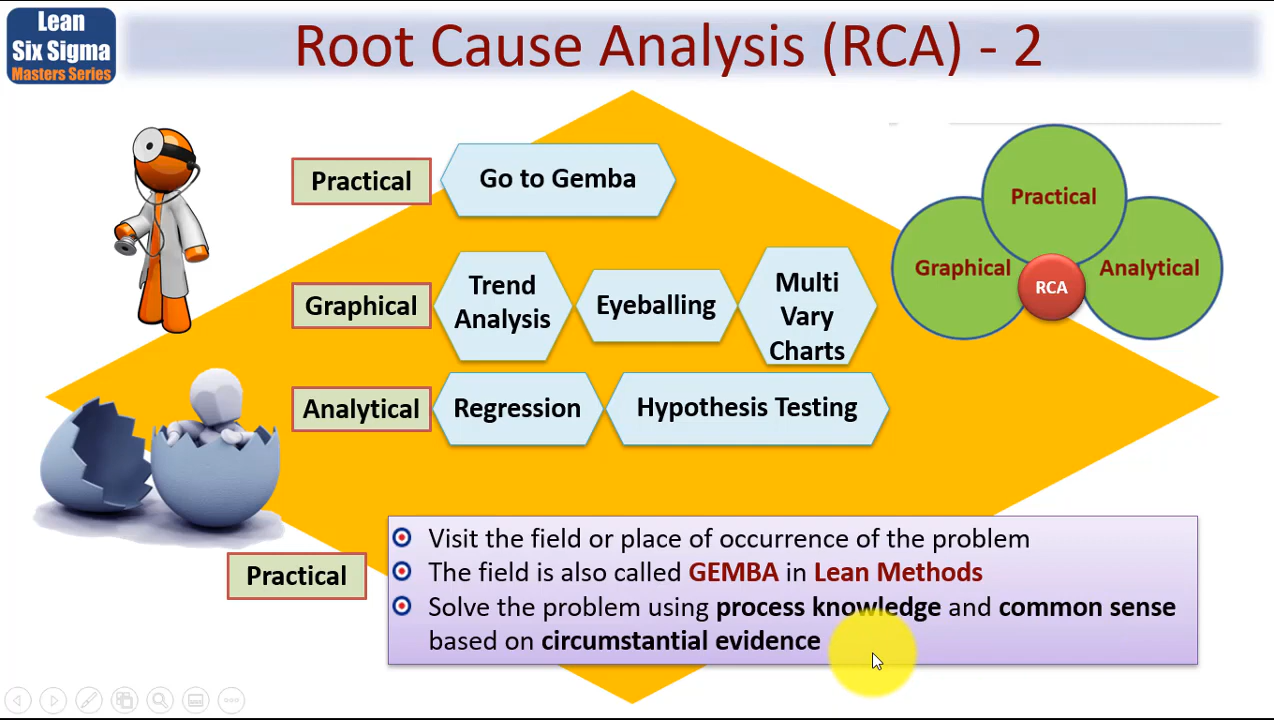 Lean
Six Sigma
Masters Series
Root Cause Analysis (RCA) - 2
Practical
Go to Gemba
Graphical
Trend
Analysis
Eyeballing
Multi
Vary
Charts
Analytical
Regression
Hypothesis Testing
Practical
Graphical
Analytical
RCA
Practical
Visit the field or place of occurrence of the problem
The field is also called GEMBA in Lean Methods
Solve the problem using process knowledge and common sense
based on circumstantial evidence